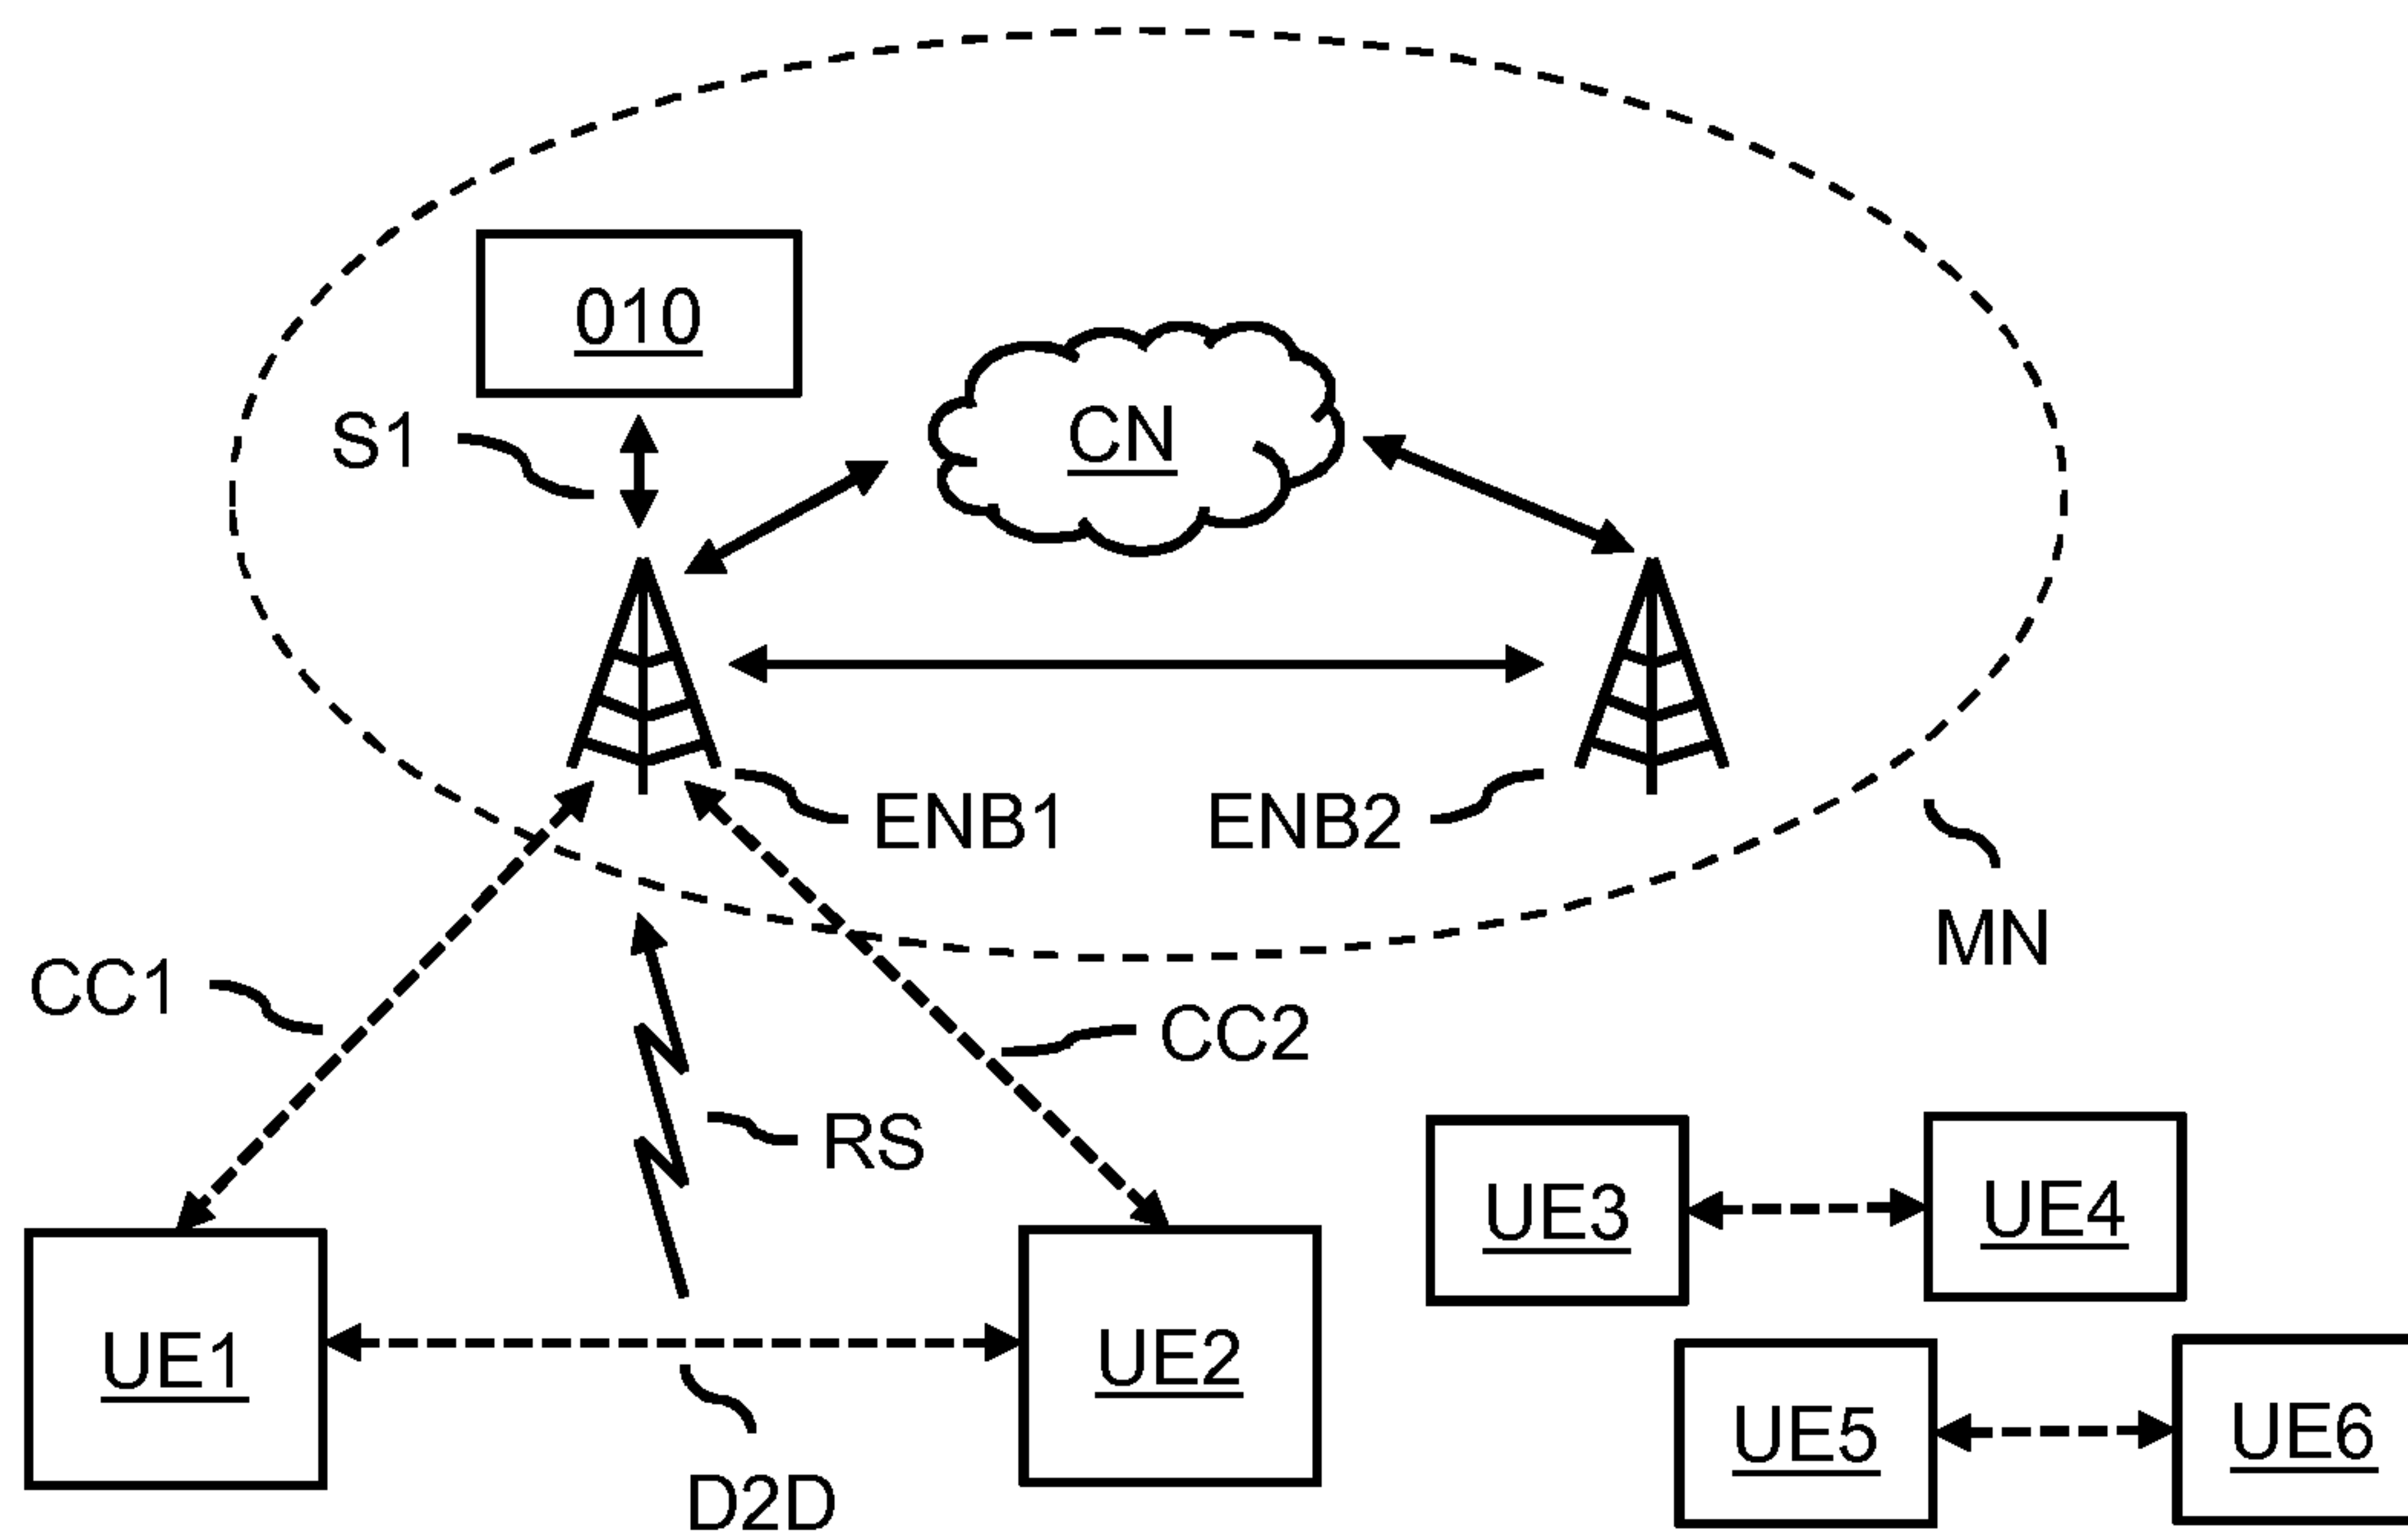 010
S1
CN
ENB1
ENB2
MN
CC1
CC2
RS
UE3
UE4
UE1
UE2
UE5
UE6
D2D